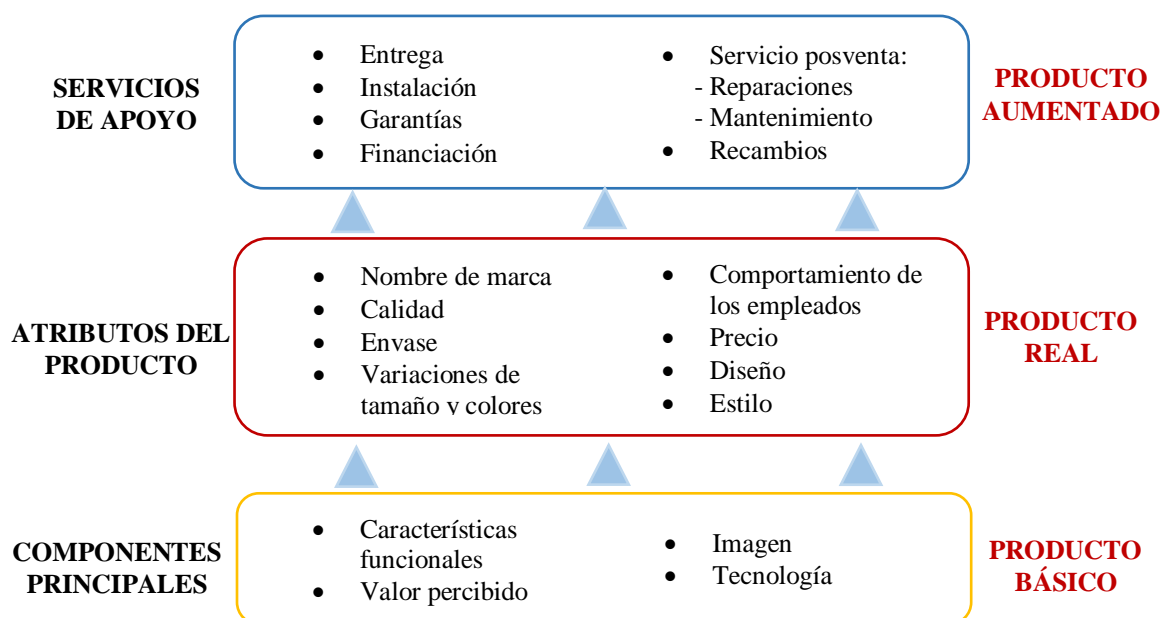 SERVICIOS
DE APOYO
• Entrega
• Instalación
• Garantías
• Financiación
• Servicio posventa:
- Reparaciones
- Mantenimiento
• Recambios
PRODUCTO
AUMENTADO
ATRIBUTOS DEL
PRODUCTO
• Nombre de marca
• Calidad
• Envase
• Variaciones de
tamaño y colores
• Comportamiento de
los empleados
• Precio
• Diseño
• Estilo
PRODUCTO
REAL
COMPONENTES
PRINCIPALES
• Características
funcionales
• Valor percibido
• Imagen
• Tecnología
PRODUCTO
BÁSICO